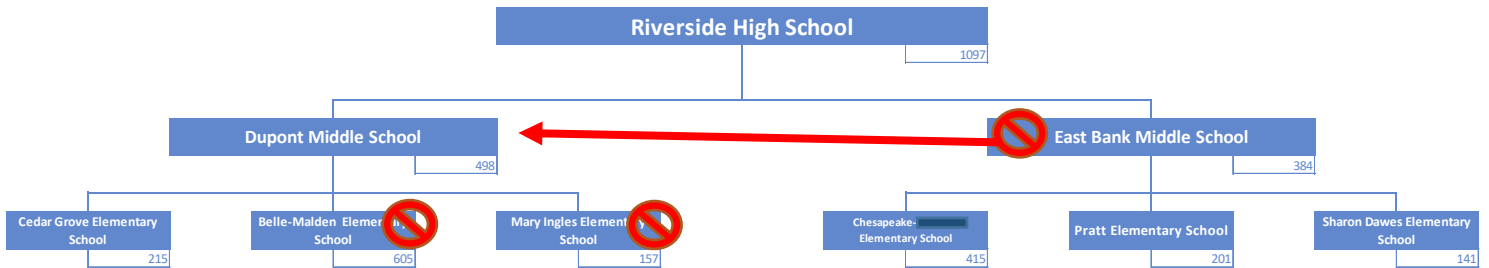 Riverside High School
1097
Dupont Middle School
498
East Bank Middle School
384
Cedar Grove Elementary
School
215
Belle-Malden Elementary
School
605
Mary Ingles Elementary
School
157
Chesapeake-
Elementary School
415
Pratt Elementary School
201
Sharon Dawes Elementary
School
141